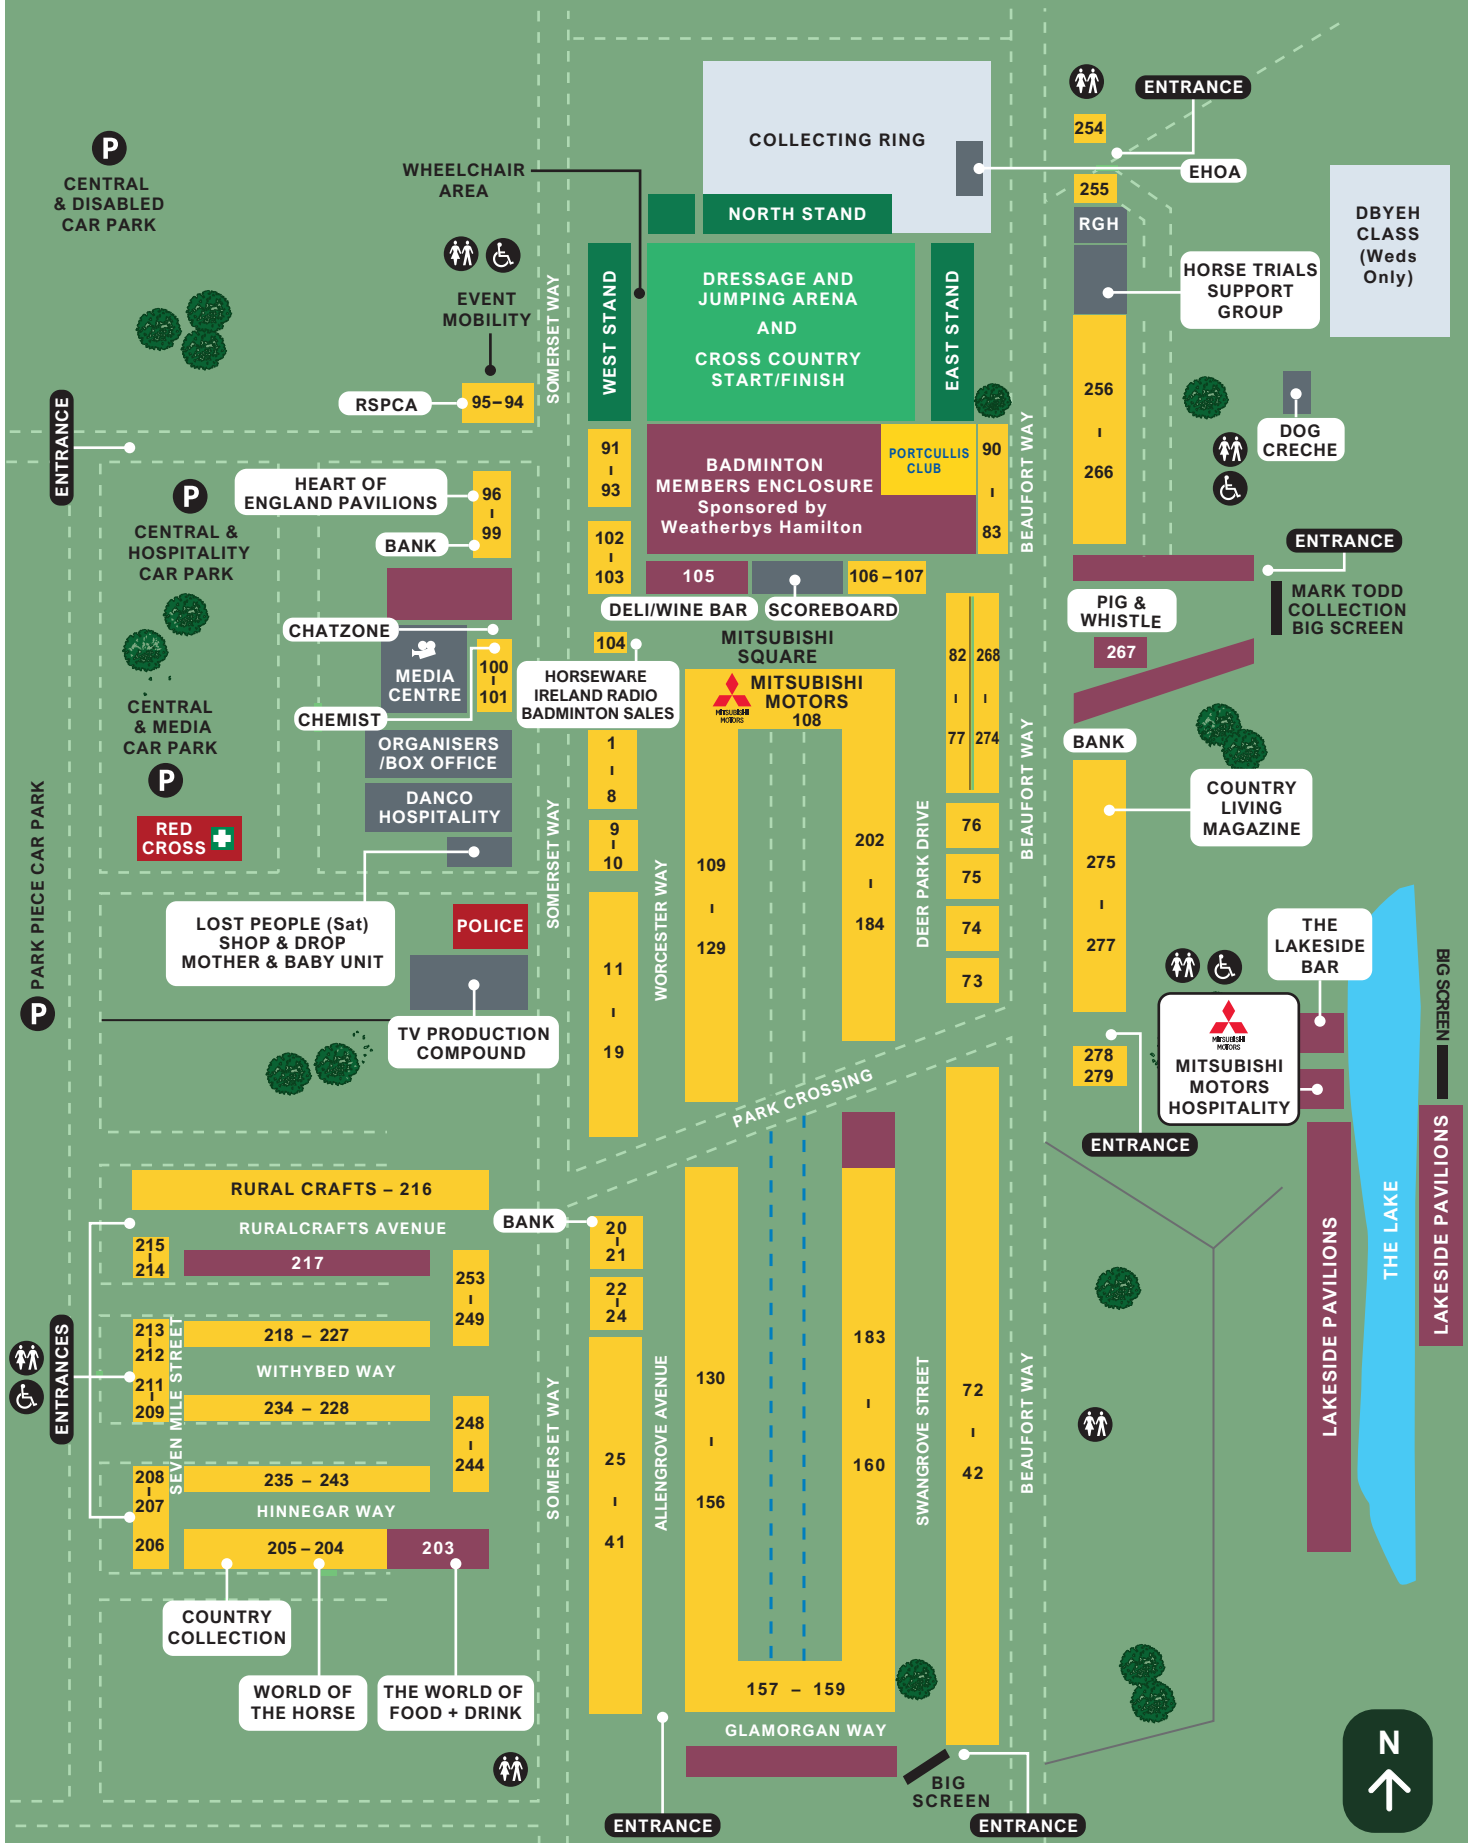 ENTRANCE
COLLECTING RING
254
EHOA
P
CENTRAL
& DISABLED
CAR PARK
WHEELCHAIR
AREA
255
RGH
DBYEH
CLASS
(Weds
Only)
NORTH STAND
EVENT
MOBILITY
SOMERSET WAY
WEST STAND
DRESSAGE AND
JUMPING ARENA
AND
CROSS COUNTRY
START/FINISH
EAST STAND
HORSE TRIALS
SUPPORT
GROUP
RSPCA
95–94
256
–
266
DOG
CRECHE
ENTRANCE
91
–
93
BADMINTON
MEMBERS ENCLOSURE
Sponsored by
Weatherbys Hamilton
PORTCULLIS
CLUB
90
–
83
BEAUFORT WAY
HEART OF
ENGLAND PAVILIONS
96
–
99
BANK
P
CENTRAL &
HOSPITALITY
CAR PARK
102
–
103
105
106–107
DELI/WINE BAR
SCOREBOARD
ENTRANCE
MARK TODD
COLLECTION
BIG SCREEN
PIG &
WHISTLE
267
CHATZONE
MEDIA
CENTRE
100
–
101
CHEMIST
104
HORSEWARE
IRELAND RADIO
BADMINTON SALES
MITSUBISHI
SQUARE
MITSUBISHI
MOTORS
MITSUBISHI
MOTORS
108
82
–
77
268
–
274
BANK
BEAUFORT WAY
CENTRAL
& MEDIA
CAR PARK
P
ORGANISERS
/BOX OFFICE
DANCO
HOSPITALITY
1
–
8
9
–
10
COUNTRY
LIVING
MAGAZINE
RED
CROSS
PARK PIECE CAR PARK
P
SOMERSET WAY
WORCESTER WAY
109
–
129
202
–
184
DEER PARK DRIVE
76
75
74
73
275
–
277
LOST PEOPLE (Sat)
SHOP & DROP
MOTHER & BABY UNIT
POLICE
11
–
19
TV PRODUCTION
COMPOUND
THE
LAKESIDE
BAR
BIG SCREEN
MITSUBISHI
MOTORS
MITSUBISHI
MOTORS
HOSPITALITY
278
279
ENTRANCE
PARK CROSSING
THE LAKE
LAKESIDE PAVILIONS
LAKESIDE PAVILIONS
RURAL CRAFTS – 216
RURALCRAFTS AVENUE
BANK
20
–
21
215
–
214
217
253
–
249
22
–
24
213
–
212
218 – 227
WITHYBED WAY
211
–
209
234 – 228
248
–
244
ENTRANCES
SEVEN MILE STREET
208
–
207
235 – 243
HINNEGAR WAY
206
205–204
203
COUNTRY
COLLECTION
WORLD OF
THE HORSE
THE WORLD OF
FOOD + DRINK
SOMERSET WAY
25
–
41
ALLENGROVE AVENUE
130
–
156
183
–
160
SWANGROVE STREET
72
–
42
BEAUFORT WAY
157 – 159
GLAMORGAN WAY
BIG
SCREEN
ENTRANCE
ENTRANCE
N